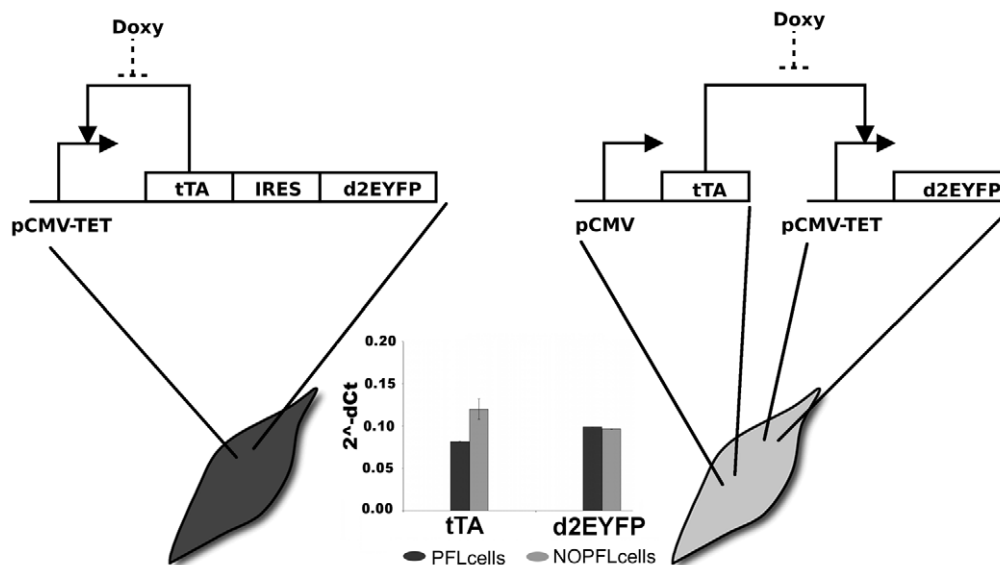 Doxy
tTA IRES d2EYFP
pCMV-TET
Doxy
tTA d2EYFP
pCMV pCMV-TET
2^-dCt
0.20
0.15
0.10
0.05
0.00
tTA d2EYFP
PFLcells NOPFLcells